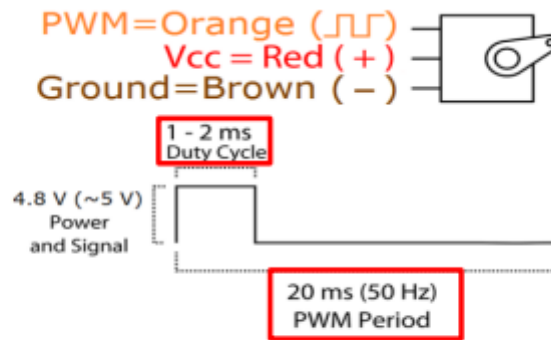 PWM=Orange (⎍⎍)
Vcc = Red (+)
Ground=Brown (−)
1 - 2 ms
Duty Cycle
4.8 V (~5 V)
Power
and Signal
20 ms (50 Hz)
PWM Period